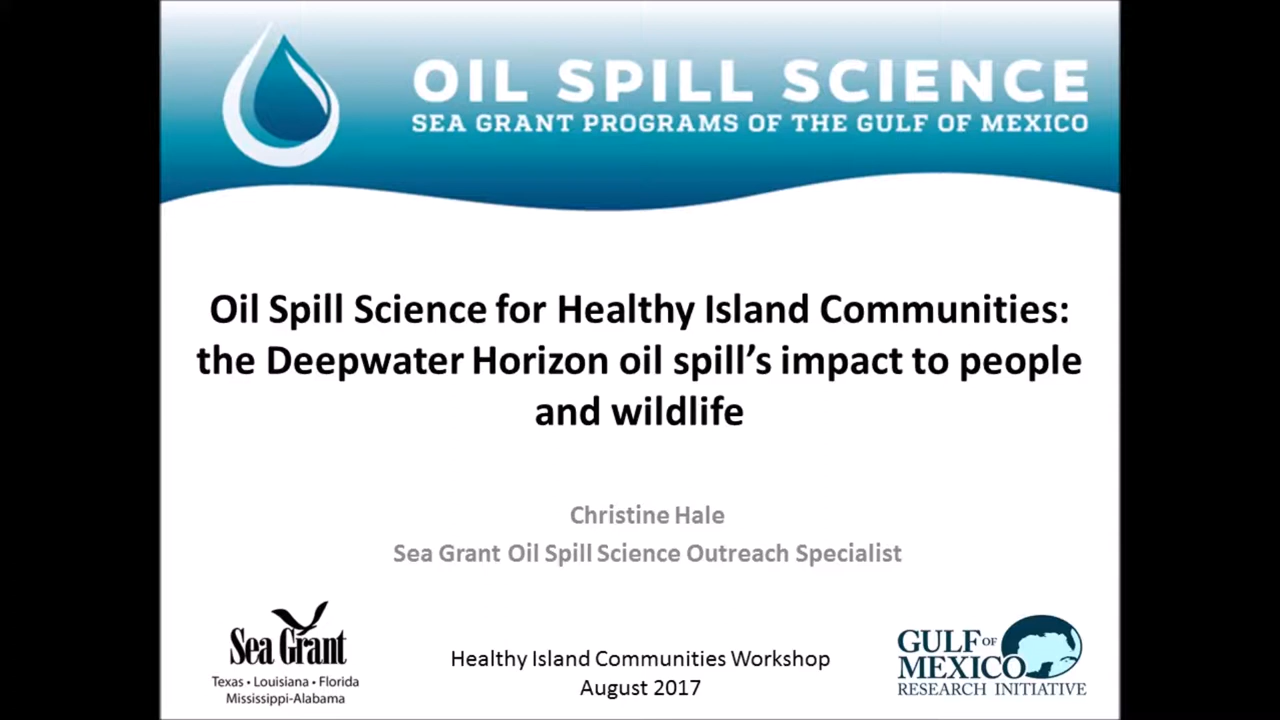 OIL SPILL SCIENCE
SEA GRANT PROGRAMS OF THE GULF OF MEXICO
Oil Spill Science for Healthy Island Communities:
the Deepwater Horizon oil spill’s impact to people
and wildlife
Christine Hale
Sea Grant Oil Spill Science Outreach Specialist
Sea Grant
Texas • Louisiana • Florida
Mississippi-Alabama
Healthy Island Communities Workshop
August 2017
GULF OF
MEXICO
RESEARCH INITIATIVE